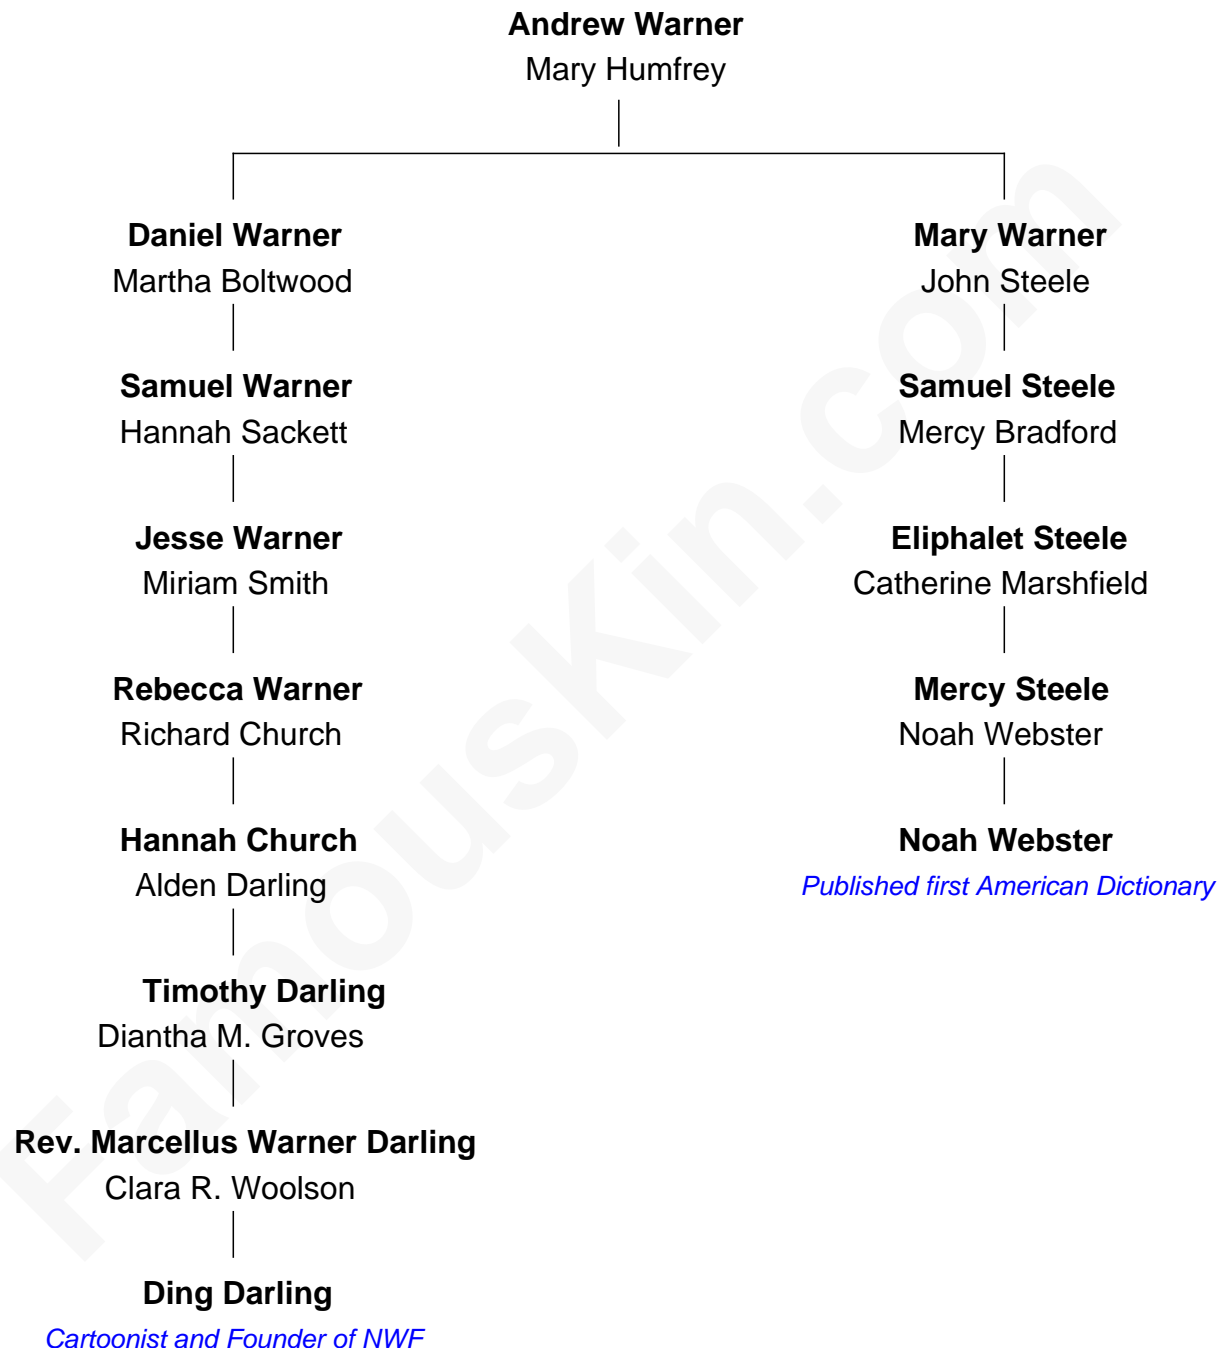 Andrew Warner
Mary Humfrey
Daniel Warner
Martha Boltwood
Samuel Warner
Hannah Sackett
Jesse Warner
Miriam Smith
Rebecca Warner
Richard Church
Hannah Church
Alden Darling
Timothy Darling
Diantha M. Groves
Rev. Marcellus Warner Darling
Clara R. Woolson
Ding Darling
Cartoonist and Founder of NWF
Mary Warner
John Steele
Samuel Steele
Mercy Bradford
Eliphalet Steele
Catherine Marshfield
Mercy Steele
Noah Webster
Noah Webster
Published first American Dictionary
FamousKin.com